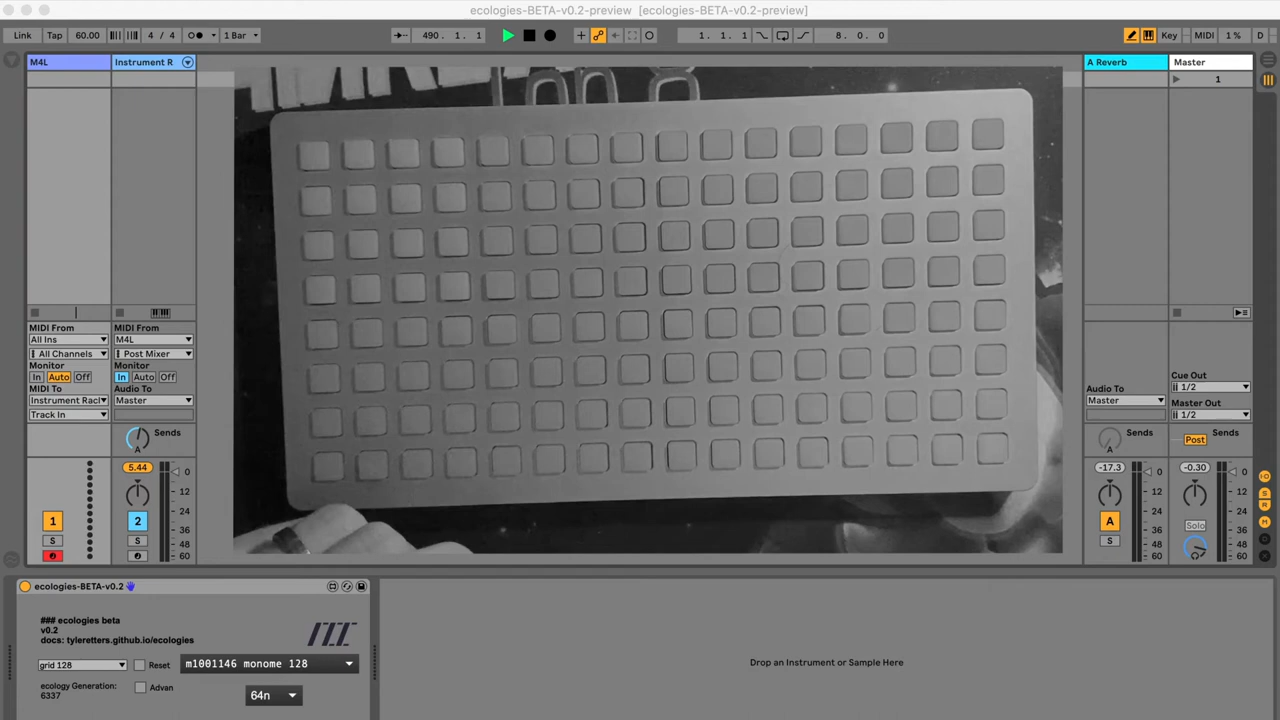 ecologies-BETA-v0.2-preview [ecologies-BETA-v0.2-preview]
Link Tap 60.00 4 / 4 1 Bar 490. 1. 1 1. 1. 1 8. 0. 0 Key MIDI 1 % D
M4L Instrument R A Reverb Master
1
MIDI From MIDI From
All Ins M4L
All Channels Post Mixer
Monitor Monitor
In Auto Off In Auto Off
MIDI To Audio To
Instrument Racl Master
Track In
Audio To
Master
Cue Out
1/2
Master Out
1/2
Sends Sends Post Sends
A A
5.44 -17.3 -0.30
0 0 0
12 12 12
24 24 24
36 36 36
48 48 48
60 60 60
1 2 A Solo
S S S
ecologies-BETA-v0.2
### ecologies beta
v0.2
docs: tyleretters.github.io/ecologies
grid 128 Reset m1001146 monome 128
ecology Generation:
6337
Advan
64n
Drop an Instrument or Sample Here